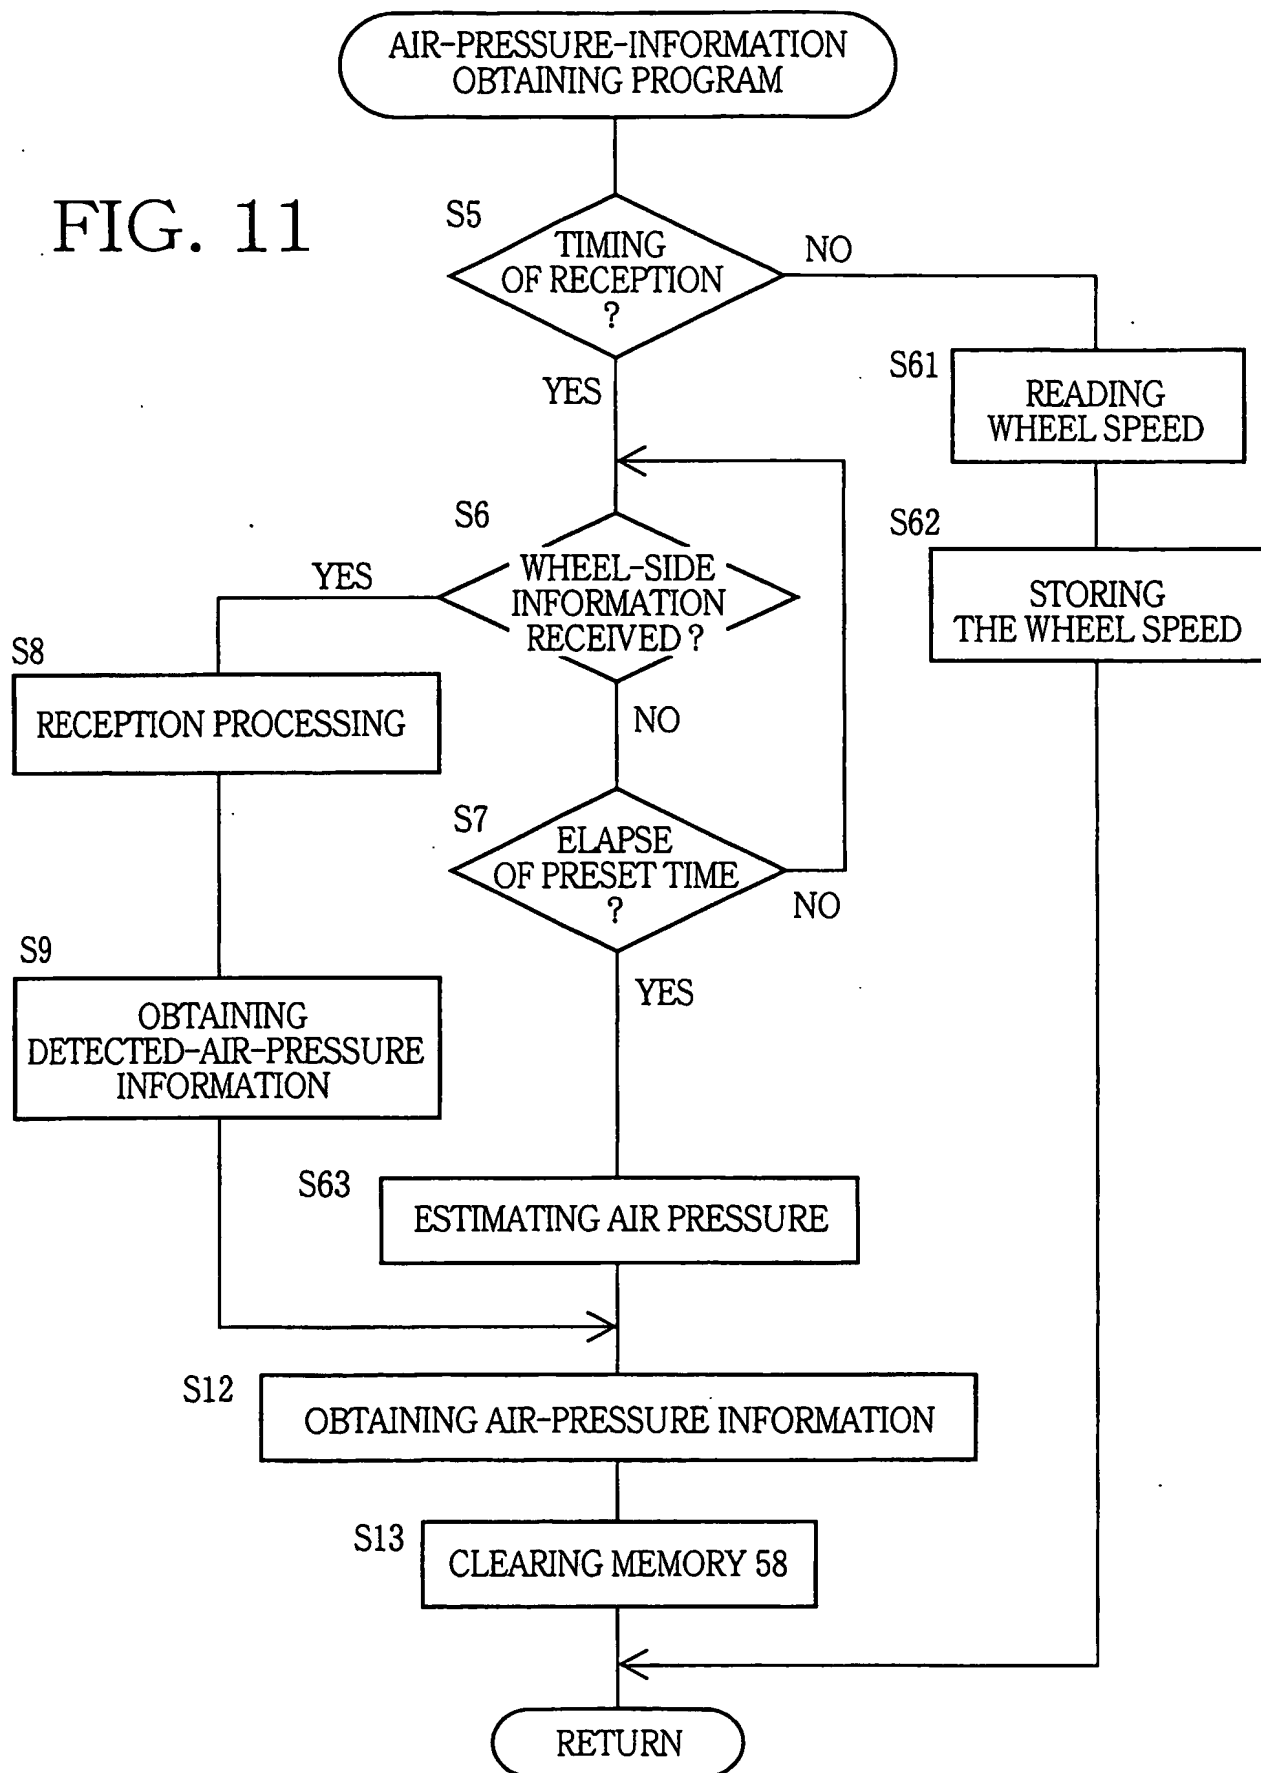 AIR-PRESSURE-INFORMATION
OBTAINING PROGRAM
FIG. 11
S5
TIMING
OF RECEPTION
?
NO
YES
S61
READING
WHEEL SPEED
S62
STORING
THE WHEEL SPEED
S6
WHEEL-SIDE
INFORMATION
RECEIVED ?
YES
NO
S8
RECEPTION PROCESSING
S7
ELAPSE
OF PRESET TIME
?
NO
YES
S9
OBTAINING
DETECTED-AIR-PRESSURE
INFORMATION
S63
ESTIMATING AIR PRESSURE
S12
OBTAINING AIR-PRESSURE INFORMATION
S13
CLEARING MEMORY 58
RETURN